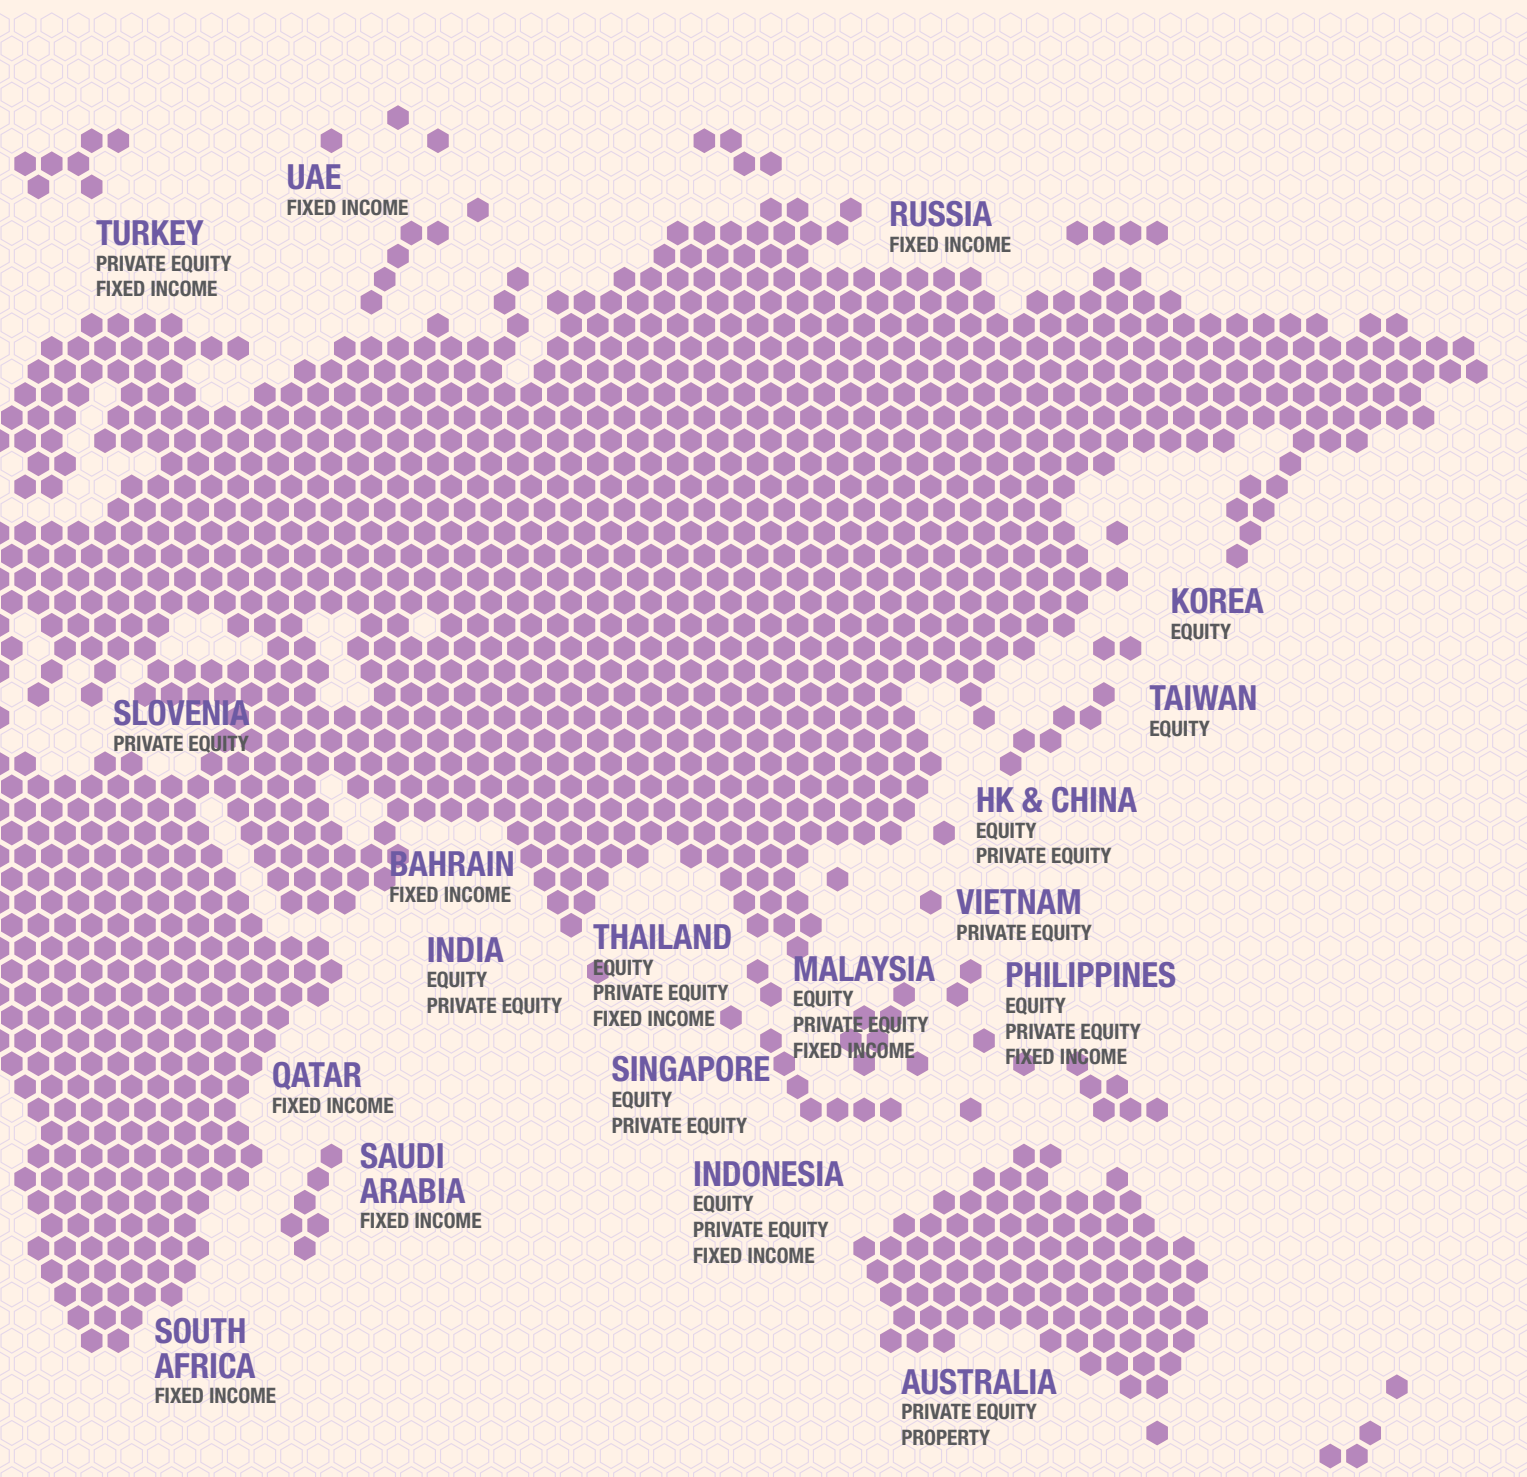 UAE
FIXED INCOME
TURKEY
PRIVATE EQUITY
FIXED INCOME
RUSSIA
FIXED INCOME
KOREA
EQUITY
TAIWAN
EQUITY
SLOVENIA
PRIVATE EQUITY
HK & CHINA
EQUITY
PRIVATE EQUITY
BAHRAIN
FIXED INCOME
VIETNAM
PRIVATE EQUITY
INDIA
EQUITY
PRIVATE EQUITY
THAILAND
EQUITY
PRIVATE EQUITY
FIXED INCOME
MALAYSIA
EQUITY
PRIVATE EQUITY
FIXED INCOME
PHILIPPINES
EQUITY
PRIVATE EQUITY
FIXED INCOME
QATAR
FIXED INCOME
SINGAPORE
EQUITY
PRIVATE EQUITY
SAUDI
ARABIA
FIXED INCOME
INDONESIA
EQUITY
PRIVATE EQUITY
FIXED INCOME
SOUTH
AFRICA
FIXED INCOME
AUSTRALIA
PRIVATE EQUITY
PROPERTY